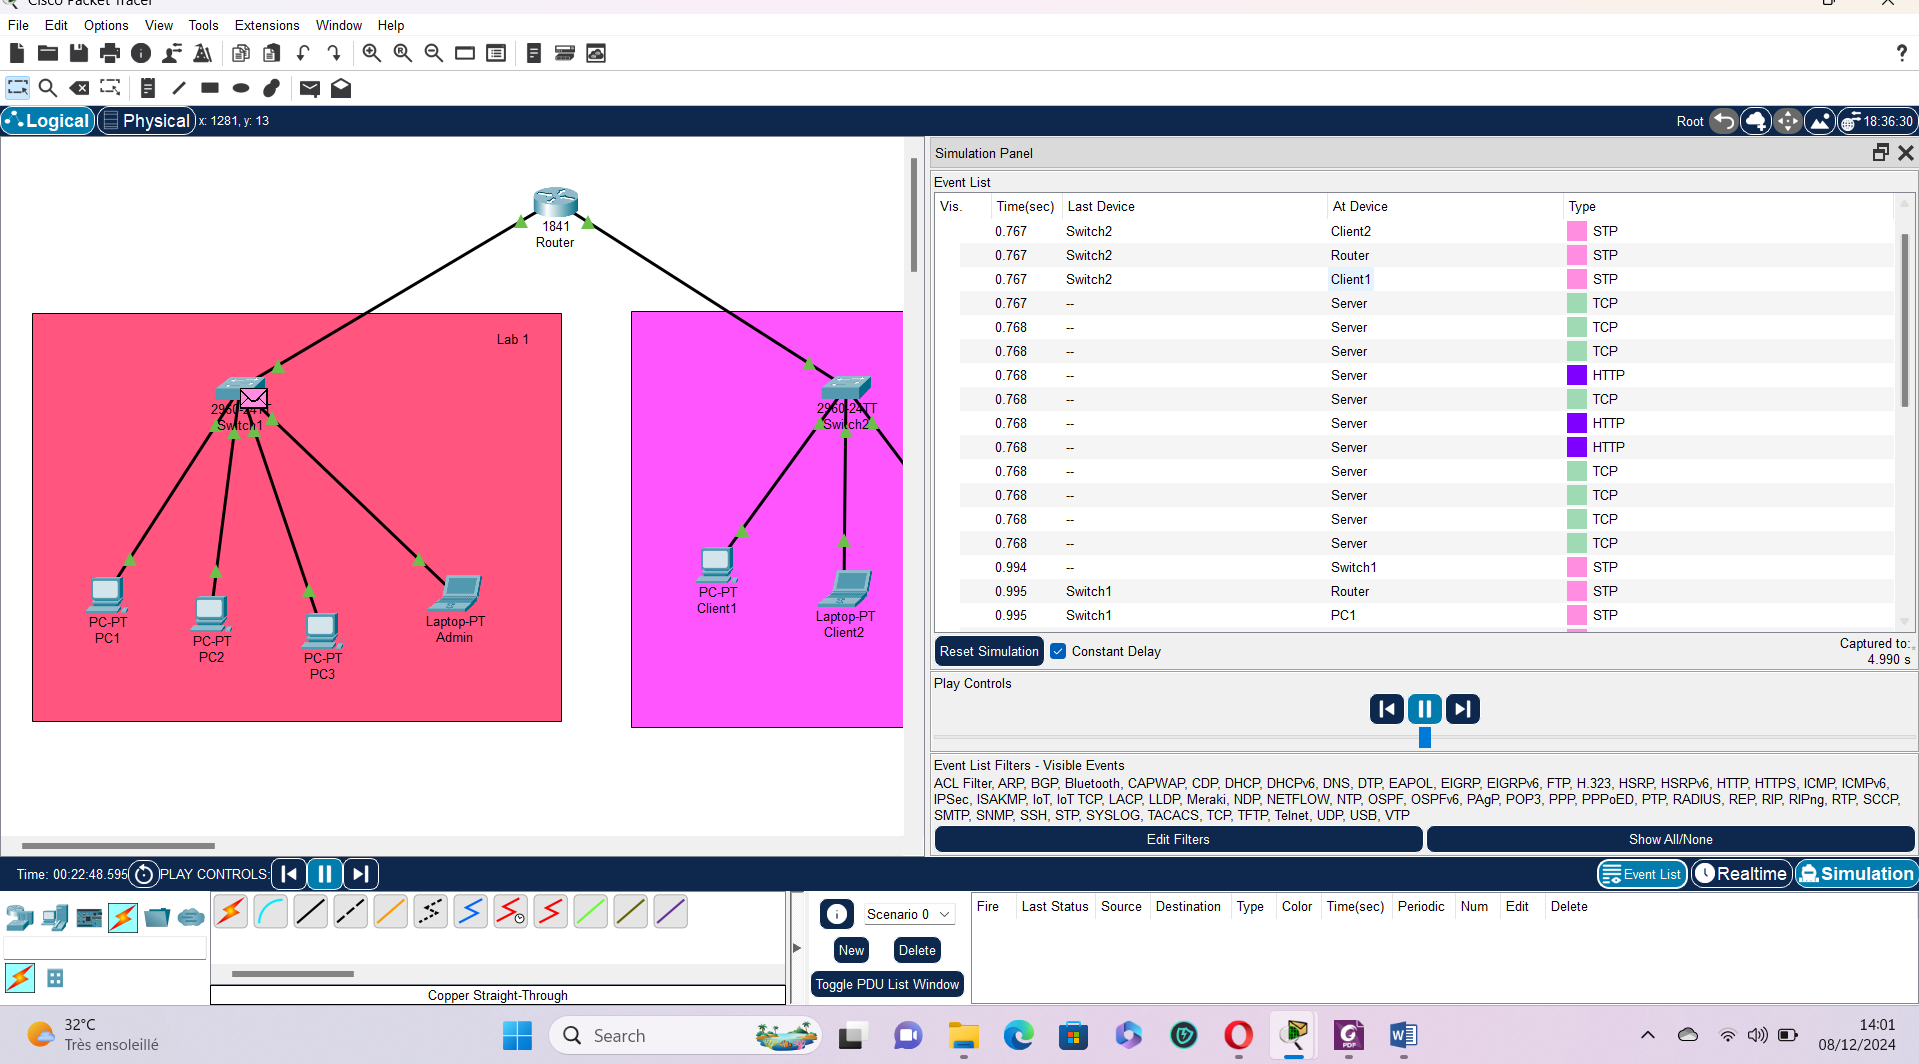 Cisco Packet Tracer
File Edit Options View Tools Extensions Window Help
Logical Physical x: 1281, y: 13 Root 18:36:30
1841
Router
Lab 1
2960-24TT
Switch1
2960-24TT
Switch2
PC-PT
PC1
PC-PT
PC2
PC-PT
PC3
Laptop-PT
Admin
PC-PT
Client1
Laptop-PT
Client2
Simulation Panel
Event List
Vis. Time(sec) Last Device At Device Type
0.767 Switch2 Client2 STP
0.767 Switch2 Router STP
0.767 Switch2 Client1 STP
0.767 -- Server TCP
0.768 -- Server TCP
0.768 -- Server TCP
0.768 -- Server HTTP
0.768 -- Server TCP
0.768 -- Server HTTP
0.768 -- Server HTTP
0.768 -- Server TCP
0.768 -- Server TCP
0.768 -- Server TCP
0.768 -- Server TCP
0.994 -- Switch1 STP
0.995 Switch1 Router STP
0.995 Switch1 PC1 STP
Reset Simulation Constant Delay Captured to:
4.990 s
Play Controls
Event List Filters - Visible Events
ACL Filter, ARP, BGP, Bluetooth, CAPWAP, CDP, DHCP, DHCPv6, DNS, DTP, EAPOL, EIGRP, EIGRPv6, FTP, H.323, HSRP, HSRPv6, HTTP, HTTPS, ICMP, ICMPv6,
IPSec, ISAKMP, IoT, IoT TCP, LACP, LLDP, Meraki, NDP, NETFLOW, NTP, OSPF, OSPFv6, PAgP, POP3, PPP, PPPoED, PTP, RADIUS, REP, RIP, RIPng, RTP, SCCP,
SMTP, SNMP, SSH, STP, SYSLOG, TACACS, TCP, TFTP, Telnet, UDP, USB, VTP
Edit Filters Show All/None
Time: 00:22:48.595 PLAY CONTROLS: Event List Realtime Simulation
Scenario 0
New Delete
Toggle PDU List Window
Fire Last Status Source Destination Type Color Time(sec) Periodic Num Edit Delete
Copper Straight-Through
32°C
Très ensoleillé
Search
PDF
14:01
08/12/2024